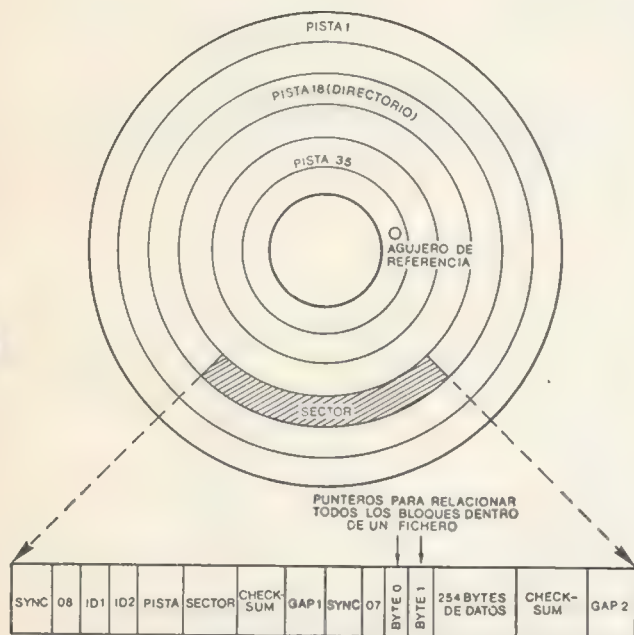 PISTA 1
PISTA 18 (DIRECTORIO)
PISTA 35
AGUJERO DE
REFERENCIA
SECTOR
PUNTEROS PARA RELACIONAR
TODOS LOS BLOQUES DENTRO
DE UN FICHERO
SYNC 08 ID1 ID2 PISTA SECTOR CHECK-
SUM GAP 1 SYNC 07 BYTE 0 BYTE 1 254 BYTES
DE DATOS CHECK-
SUM GAP 2